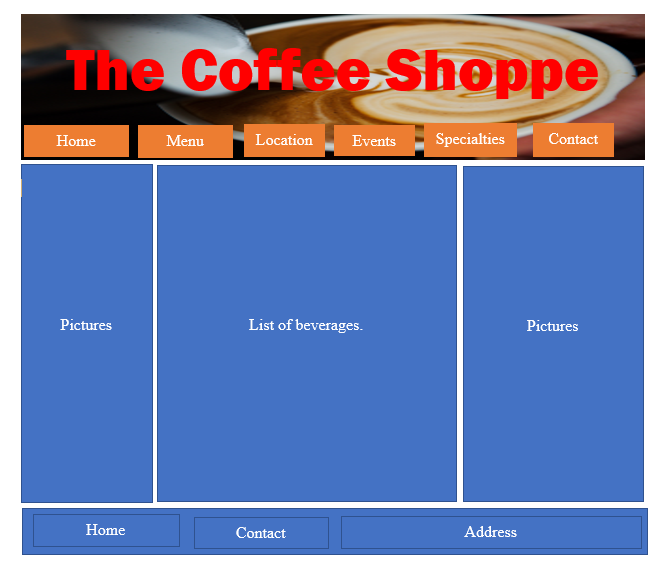 The Coffee Shoppe
Home
Menu
Location
Events
Specialties
Contact
Pictures
List of beverages.
Pictures
Home
Contact
Address